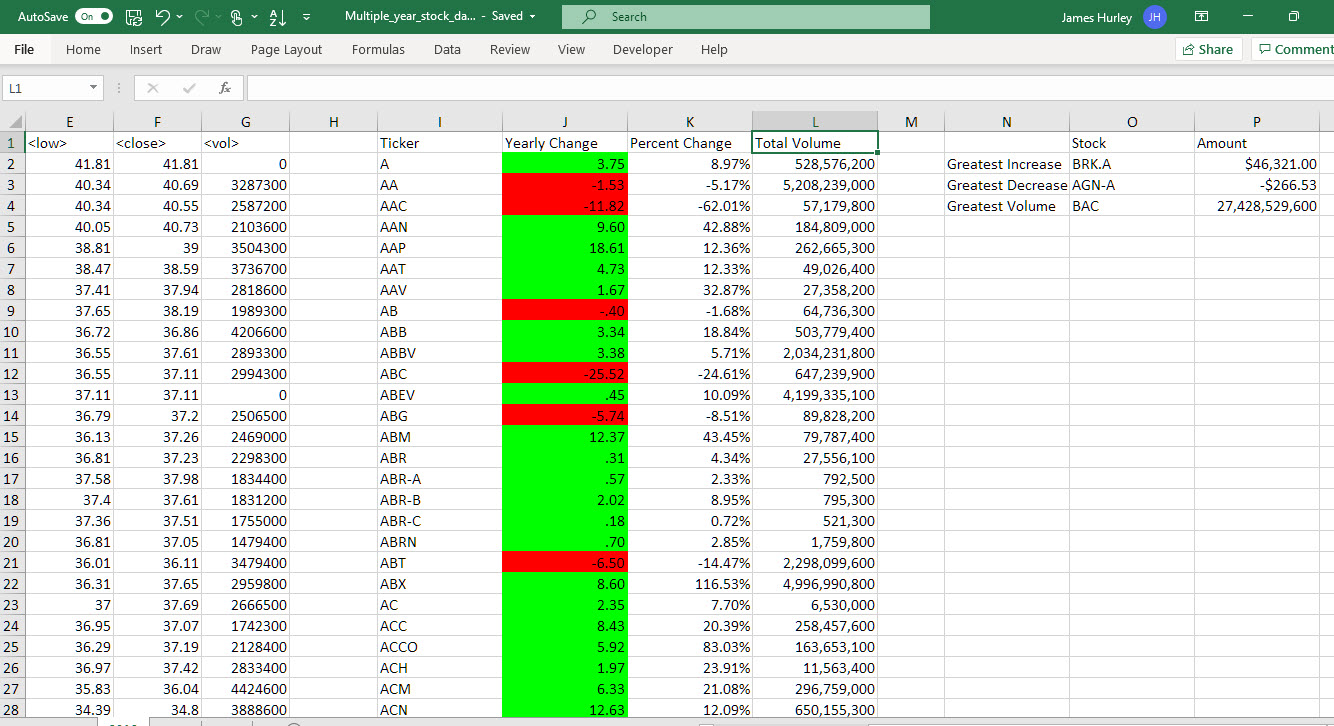 AutoSave On Multiple_year_stock_da... - Saved Search James Hurley JH
File Home Insert Draw Page Layout Formulas Data Review View Developer Help Share Comment
L1 fx
E F G H I J K L M N O P
1 <low> <close> <vol> Ticker Yearly Change Percent Change Total Volume Stock Amount
2 41.81 41.81 0 A 3.75 8.97% 528,576,200 Greatest Increase BRK.A $46,321.00
3 40.34 40.69 3287300 AA -1.53 -5.17% 5,208,239,000 Greatest Decrease AGN-A -$266.53
4 40.34 40.55 2587200 AAC -11.82 -62.01% 57,179,800 Greatest Volume BAC 27,428,529,600
5 40.05 40.73 2103600 AAN 9.60 42.88% 184,809,000
6 38.81 39 3504300 AAP 18.61 12.36% 262,665,300
7 38.47 38.59 3736700 AAT 4.73 12.33% 49,026,400
8 37.41 37.94 2818600 AAV 1.67 32.87% 27,358,200
9 37.65 38.19 1989300 AB -.40 -1.68% 64,736,300
10 36.72 36.86 4206600 ABB 3.34 18.84% 503,779,400
11 36.55 37.61 2893300 ABBV 3.38 5.71% 2,034,231,800
12 36.55 37.11 2994300 ABC -25.52 -24.61% 647,239,900
13 37.11 37.11 0 ABEV .45 10.09% 4,199,335,100
14 36.79 37.2 2506500 ABG -5.74 -8.51% 89,828,200
15 36.13 37.26 2469000 ABM 12.37 43.45% 79,787,400
16 36.81 37.23 2298300 ABR .31 4.34% 27,556,100
17 37.58 37.98 1834400 ABR-A .57 2.33% 792,500
18 37.4 37.61 1831200 ABR-B 2.02 8.95% 795,300
19 37.36 37.51 1755000 ABR-C .18 0.72% 521,300
20 36.81 37.05 1479400 ABRN .70 2.85% 1,759,800
21 36.01 36.11 3479400 ABT -6.50 -14.47% 2,298,099,600
22 36.31 37.65 2959800 ABX 8.60 116.53% 4,996,990,800
23 37 37.69 2666500 AC 2.35 7.70% 6,530,000
24 36.95 37.07 1742300 ACC 8.43 20.39% 258,457,600
25 36.29 37.19 2128400 ACCO 5.92 83.03% 163,653,100
26 36.97 37.42 2833400 ACH 1.97 23.91% 11,563,400
27 35.83 36.04 4424600 ACM 6.33 21.08% 296,759,000
28 34.39 34.8 3888600 ACN 12.63 12.09% 650,155,300